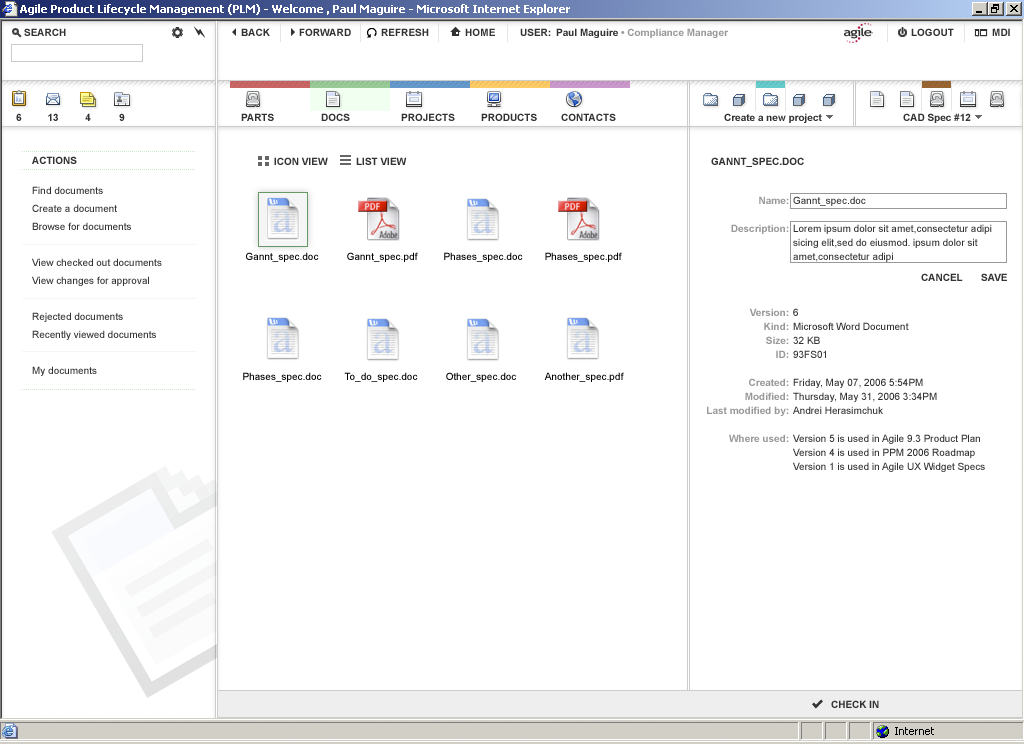 Agile Product Lifecycle Management (PLM) - Welcome , Paul Maguire - Microsoft Internet Explorer
SEARCH
BACK
FORWARD
REFRESH
HOME
USER: Paul Maguire • Compliance Manager
agile
LOGOUT
MDI
6
13
4
9
PARTS
DOCS
PROJECTS
PRODUCTS
CONTACTS
Create a new project
CAD Spec #12
ACTIONS
Find documents
Create a document
Browse for documents
View checked out documents
View changes for approval
Rejected documents
Recently viewed documents
My documents
ICON VIEW
LIST VIEW
PDF
Adobe
PDF
Adobe
Gannt_spec.doc
Gannt_spec.pdf
Phases_spec.doc
Phases_spec.pdf
Phases_spec.doc
To_do_spec.doc
Other_spec.doc
Another_spec.pdf
GANNT_SPEC.DOC
Name: Gannt_spec.doc
Description: Lorem ipsum dolor sit amet,consectetur adipi
sicing elit,sed do eiusmod. ipsum dolor sit
amet,consectetur adipi
CANCEL
SAVE
Version: 6
Kind: Microsoft Word Document
Size: 32 KB
ID: 93FS01
Created: Friday, May 07, 2006 5:54PM
Modified: Thursday, May 31, 2006 3:34PM
Last modified by: Andrei Herasimchuk
Where used: Version 5 is used in Agile 9.3 Product Plan
Version 4 is used in PPM 2006 Roadmap
Version 1 is used in Agile UX Widget Specs
CHECK IN
Internet